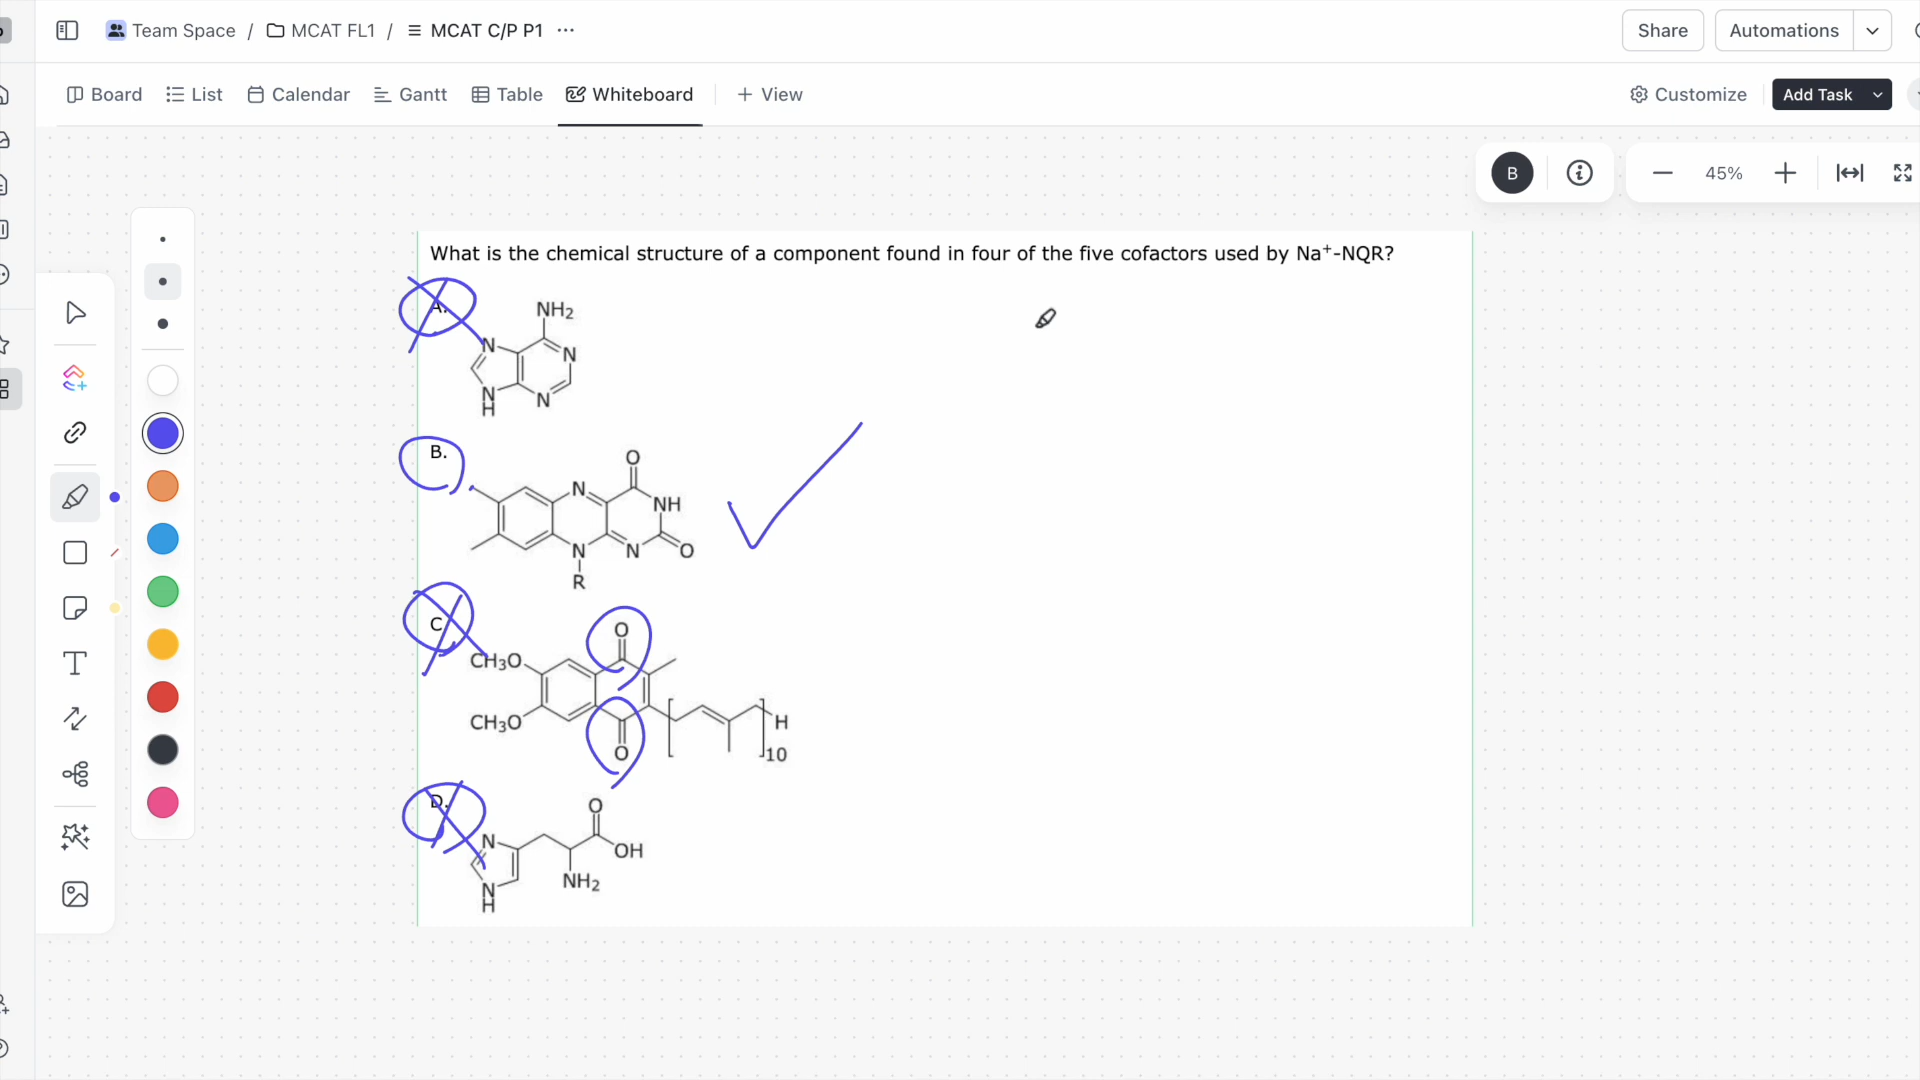 Team Space / MCAT FL1 / MCAT C/P P1
Share
Automations
Board
List
Calendar
Gantt
Table
Whiteboard
View
Customize
Add Task
B
45%
What is the chemical structure of a component found in four of the five cofactors used by Na⁺-NQR?
A.
NH₂
N
N
N
H
N
B.
O
N
NH
N
N
O
R
C
O
CH3O
CH3O
O
H
10
D.
O
N
OH
NH₂
N
H
T